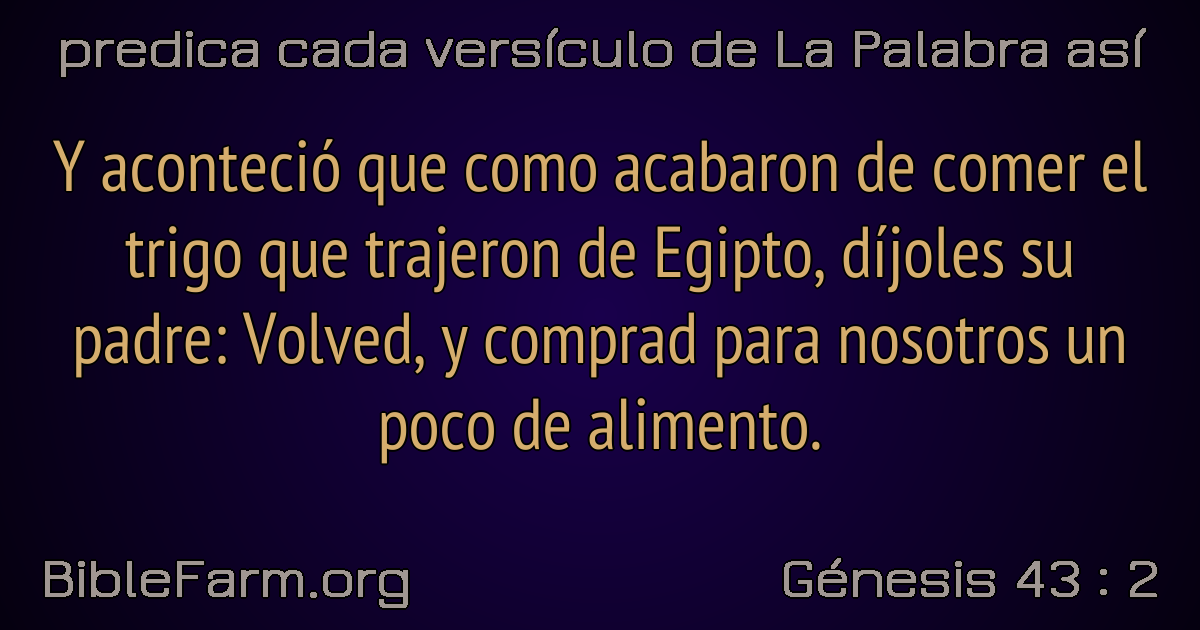 predica cada versículo de La Palabra así
Y aconteció que como acabaron de comer el
trigo que trajeron de Egipto, díjoles su
padre: Volved, y comprad para nosotros un
poco de alimento.
BibleFarm.org
Génesis 43 : 2